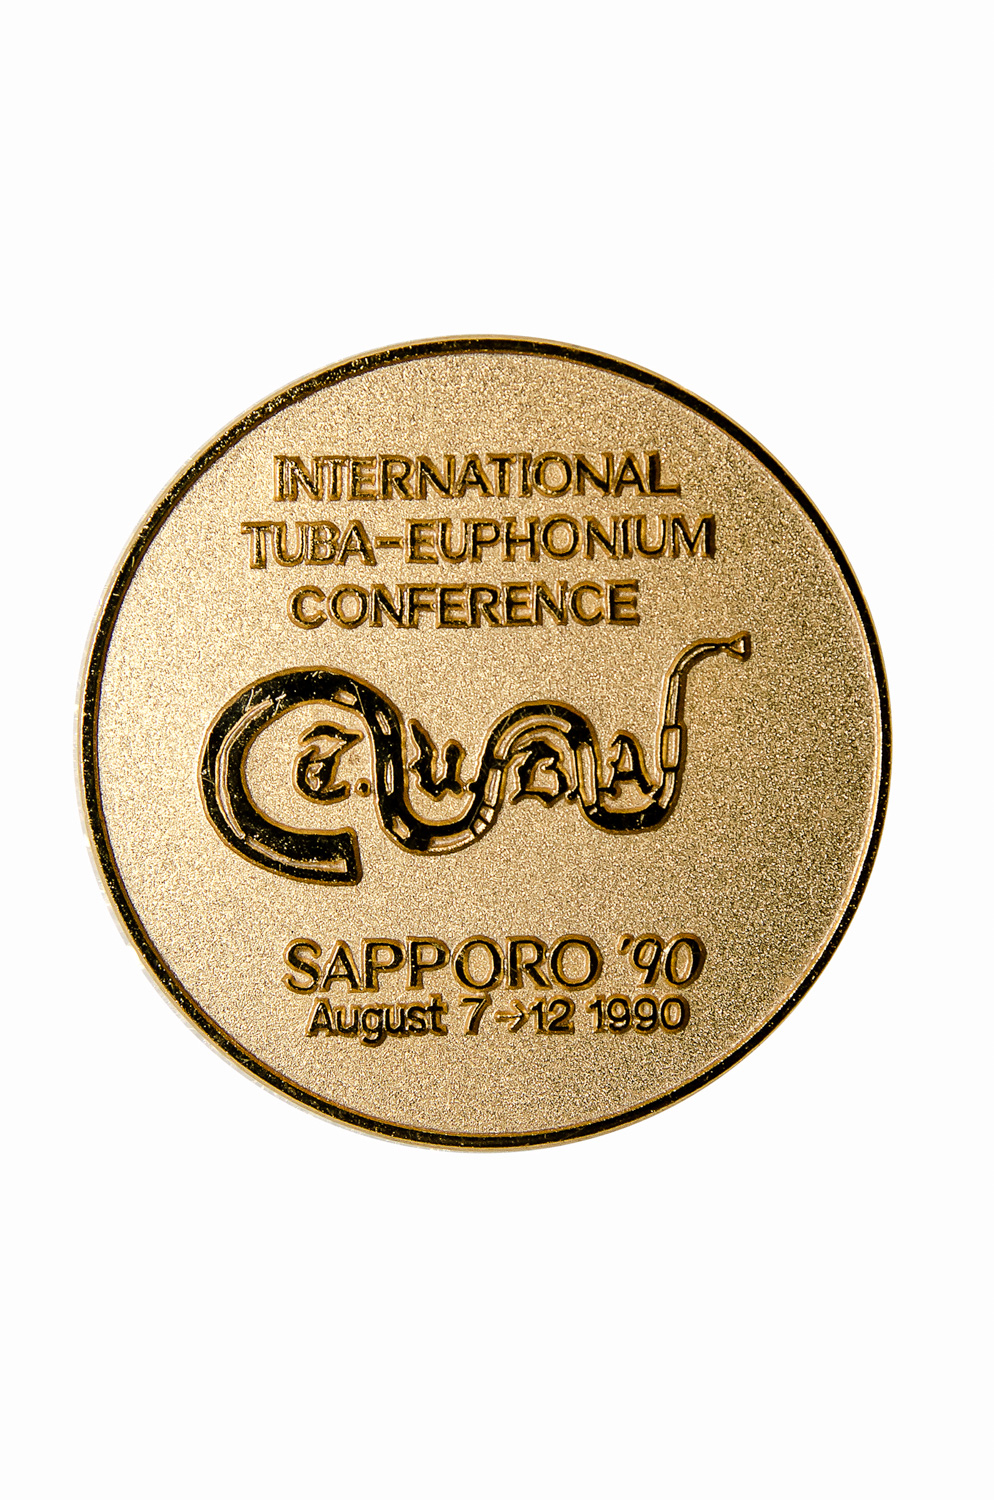 INTERNATIONAL
TUBA-EUPHONIUM
CONFERENCE
T.U.B.A.
SAPPORO '90
August 7→12 1990